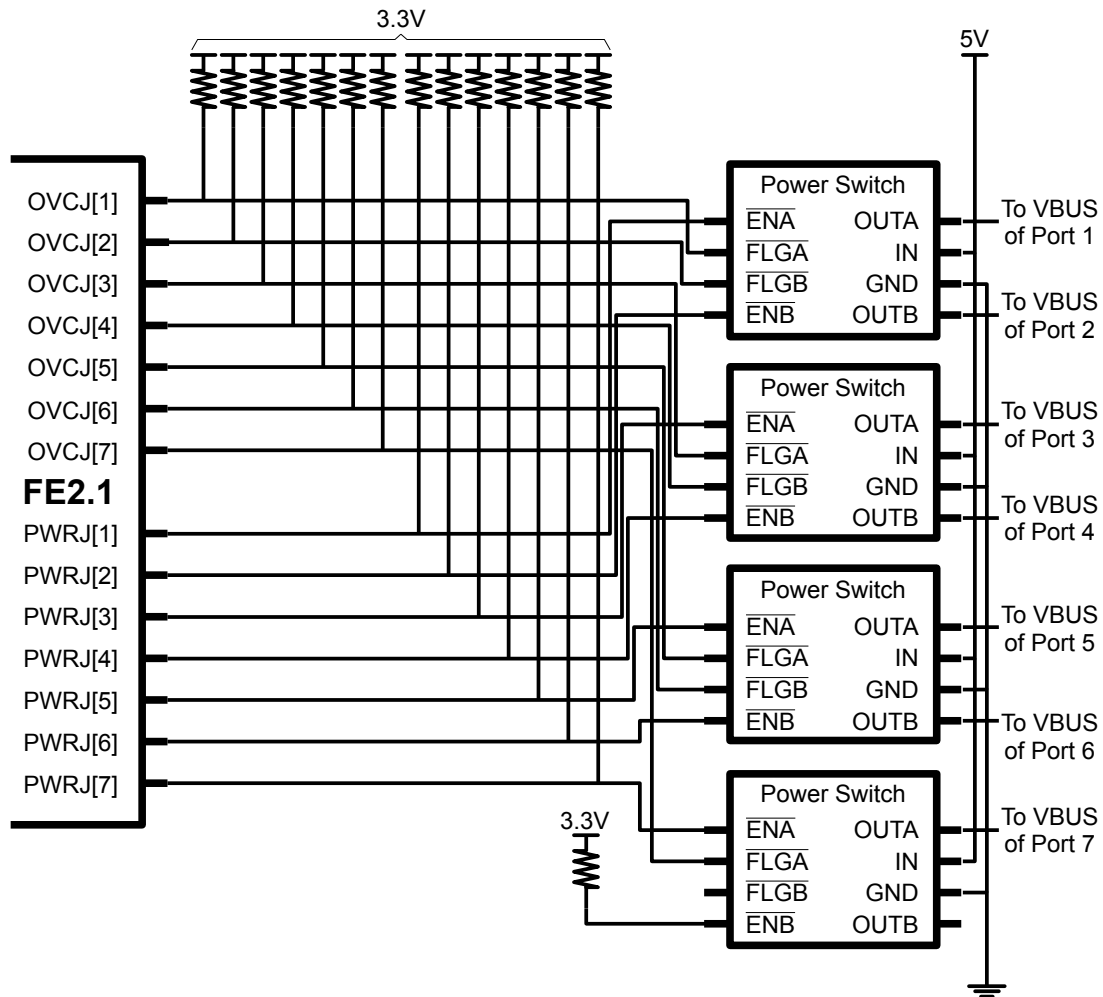 3.3V
5V
OVCJ[1]
OVCJ[2]
OVCJ[3]
OVCJ[4]
OVCJ[5]
OVCJ[6]
OVCJ[7]
FE2.1
PWRJ[1]
PWRJ[2]
PWRJ[3]
PWRJ[4]
PWRJ[5]
PWRJ[6]
PWRJ[7]
Power Switch
ENA OUTA
FLGA IN
FLGB GND
ENB OUTB
To VBUS
of Port 1
To VBUS
of Port 2
Power Switch
ENA OUTA
FLGA IN
FLGB GND
ENB OUTB
To VBUS
of Port 3
To VBUS
of Port 4
Power Switch
ENA OUTA
FLGA IN
FLGB GND
ENB OUTB
To VBUS
of Port 5
To VBUS
of Port 6
3.3V
Power Switch
ENA OUTA
FLGA IN
FLGB GND
ENB OUTB
To VBUS
of Port 7